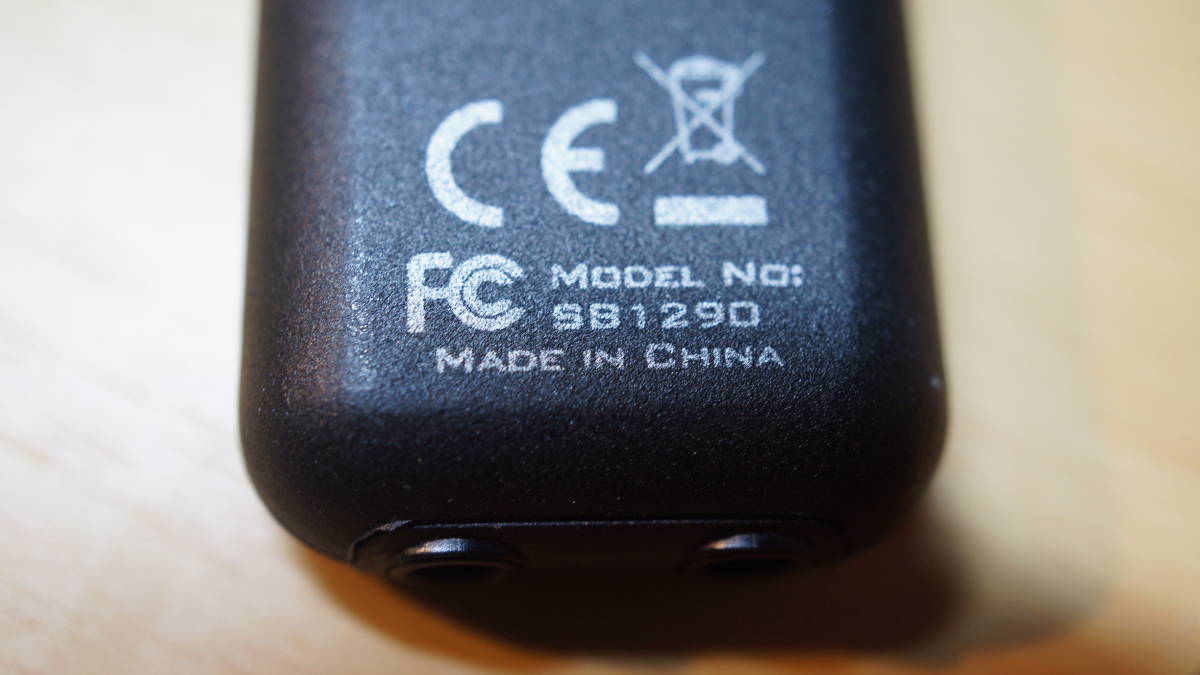 CE
FC MODEL NO:
SB1290
MADE IN CHINA